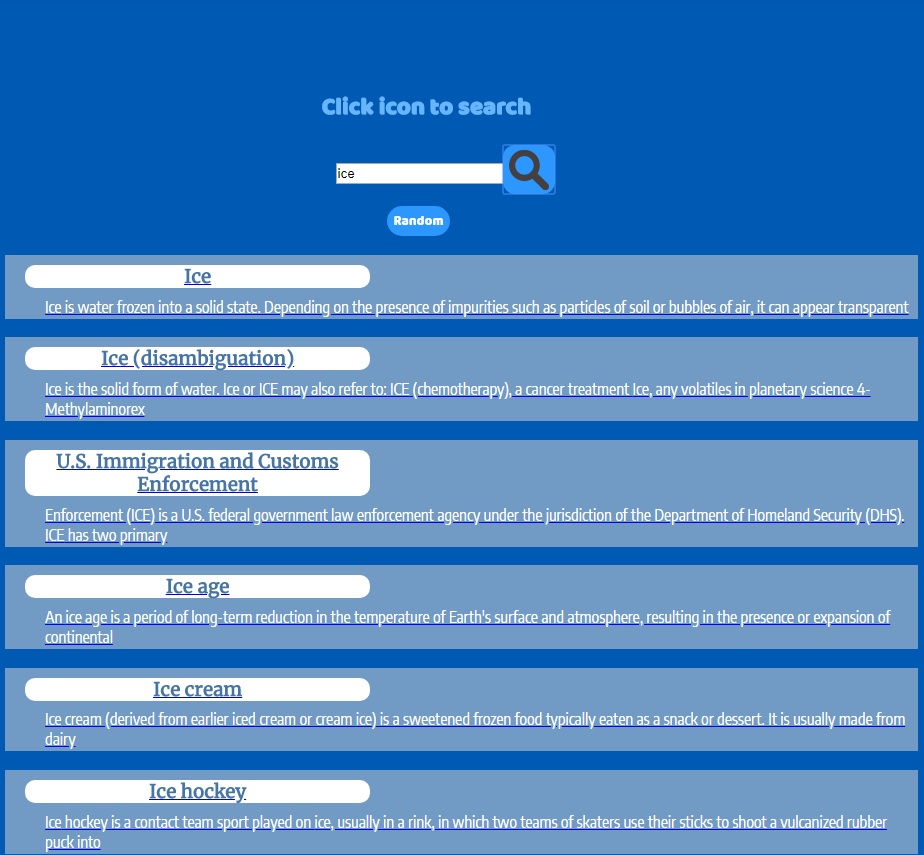 Click icon to search
ice
Random
Ice
Ice is water frozen into a solid state. Depending on the presence of impurities such as particles of soil or bubbles of air, it can appear transparent
Ice (disambiguation)
Ice is the solid form of water. Ice or ICE may also refer to: ICE (chemotherapy), a cancer treatment Ice, any volatiles in planetary science 4-
Methylaminorex
U.S. Immigration and Customs
Enforcement
Enforcement (ICE) is a U.S. federal government law enforcement agency under the jurisdiction of the Department of Homeland Security (DHS).
ICE has two primary
Ice age
An ice age is a period of long-term reduction in the temperature of Earth's surface and atmosphere, resulting in the presence or expansion of
continental
Ice cream
Ice cream (derived from earlier iced cream or cream ice) is a sweetened frozen food typically eaten as a snack or dessert. It is usually made from
dairy
Ice hockey
Ice hockey is a contact team sport played on ice, usually in a rink, in which two teams of skaters use their sticks to shoot a vulcanized rubber
puck into